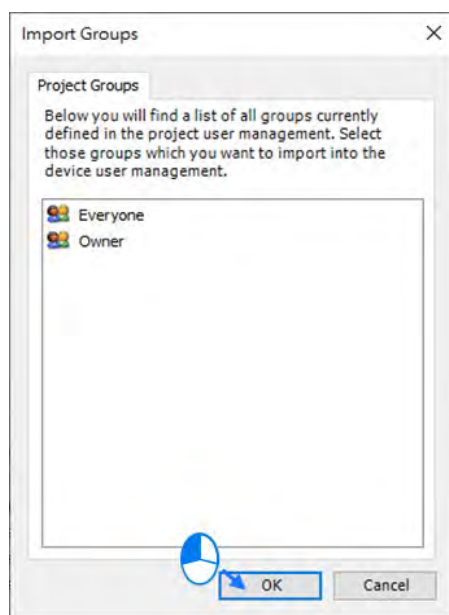 Import Groups
Project Groups
Below you will find a list of all groups currently
defined in the project user management. Select
those groups which you want to import into the
device user management.
Everyone
Owner
OK
Cancel